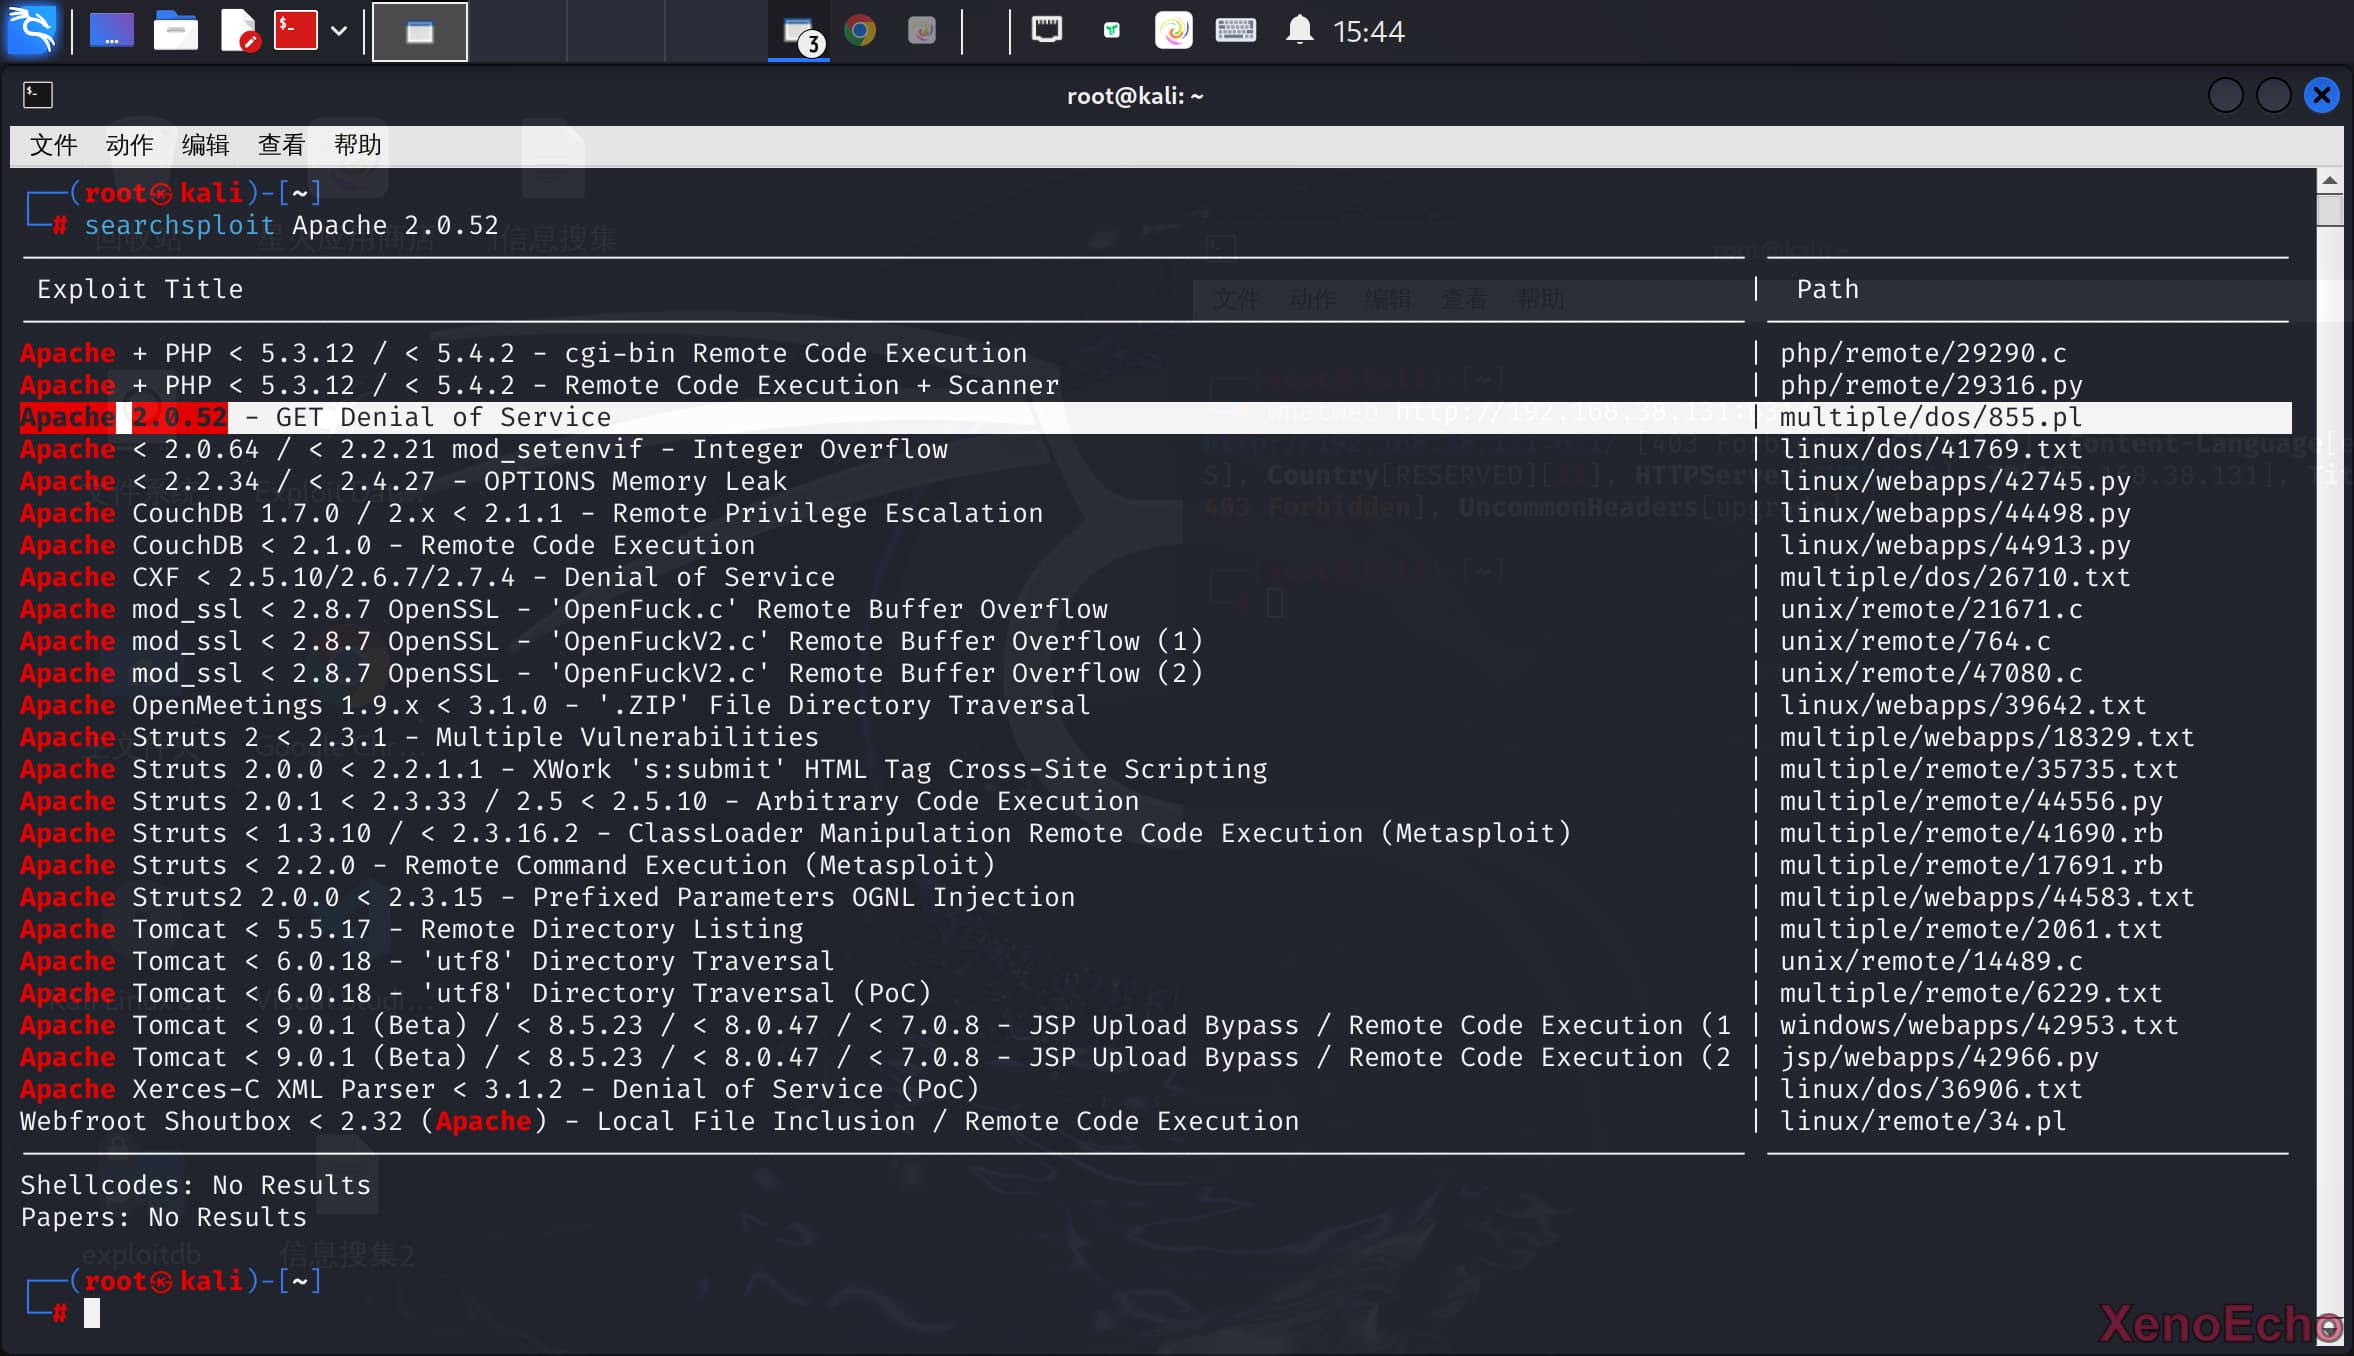 15:44
root@kali: ~
文件 动作 编辑 查看 帮助
(root㉿kali)-[~]
# searchsploit Apache 2.0.52
Exploit Title | Path
Apache + PHP < 5.3.12 / < 5.4.2 - cgi-bin Remote Code Execution | php/remote/29290.c
Apache + PHP < 5.3.12 / < 5.4.2 - Remote Code Execution + Scanner | php/remote/29316.py
Apache 2.0.52 - GET Denial of Service | multiple/dos/855.pl
Apache < 2.0.64 / < 2.2.21 mod_setenvif - Integer Overflow | linux/dos/41769.txt
Apache < 2.2.34 / < 2.4.27 - OPTIONS Memory Leak | linux/webapps/42745.py
Apache CouchDB 1.7.0 / 2.x < 2.1.1 - Remote Privilege Escalation | linux/webapps/44498.py
Apache CouchDB < 2.1.0 - Remote Code Execution | linux/webapps/44913.py
Apache CXF < 2.5.10/2.6.7/2.7.4 - Denial of Service | multiple/dos/26710.txt
Apache mod_ssl < 2.8.7 OpenSSL - 'OpenFuck.c' Remote Buffer Overflow | unix/remote/21671.c
Apache mod_ssl < 2.8.7 OpenSSL - 'OpenFuckV2.c' Remote Buffer Overflow (1) | unix/remote/764.c
Apache mod_ssl < 2.8.7 OpenSSL - 'OpenFuckV2.c' Remote Buffer Overflow (2) | unix/remote/47080.c
Apache OpenMeetings 1.9.x < 3.1.0 - '.ZIP' File Directory Traversal | linux/webapps/39642.txt
Apache Struts 2 < 2.3.1 - Multiple Vulnerabilities | multiple/webapps/18329.txt
Apache Struts 2.0.0 < 2.2.1.1 - XWork 's:submit' HTML Tag Cross-Site Scripting | multiple/remote/35735.txt
Apache Struts 2.0.1 < 2.3.33 / 2.5 < 2.5.10 - Arbitrary Code Execution | multiple/remote/44556.py
Apache Struts < 1.3.10 / < 2.3.16.2 - ClassLoader Manipulation Remote Code Execution (Metasploit) | multiple/remote/41690.rb
Apache Struts < 2.2.0 - Remote Command Execution (Metasploit) | multiple/remote/17691.rb
Apache Struts2 2.0.0 < 2.3.15 - Prefixed Parameters OGNL Injection | multiple/webapps/44583.txt
Apache Tomcat < 5.5.17 - Remote Directory Listing | multiple/remote/2061.txt
Apache Tomcat < 6.0.18 - 'utf8' Directory Traversal | unix/remote/14489.c
Apache Tomcat < 6.0.18 - 'utf8' Directory Traversal (PoC) | multiple/remote/6229.txt
Apache Tomcat < 9.0.1 (Beta) / < 8.5.23 / < 8.0.47 / < 7.0.8 - JSP Upload Bypass / Remote Code Execution (1 | windows/webapps/42953.txt
Apache Tomcat < 9.0.1 (Beta) / < 8.5.23 / < 8.0.47 / < 7.0.8 - JSP Upload Bypass / Remote Code Execution (2 | jsp/webapps/42966.py
Apache Xerces-C XML Parser < 3.1.2 - Denial of Service (PoC) | linux/dos/36906.txt
Webfroot Shoutbox < 2.32 (Apache) - Local File Inclusion / Remote Code Execution | linux/remote/34.pl
Shellcodes: No Results
Papers: No Results
exploitdb 信息搜集2
(root㉿kali)-[~]
#
XenoEcho